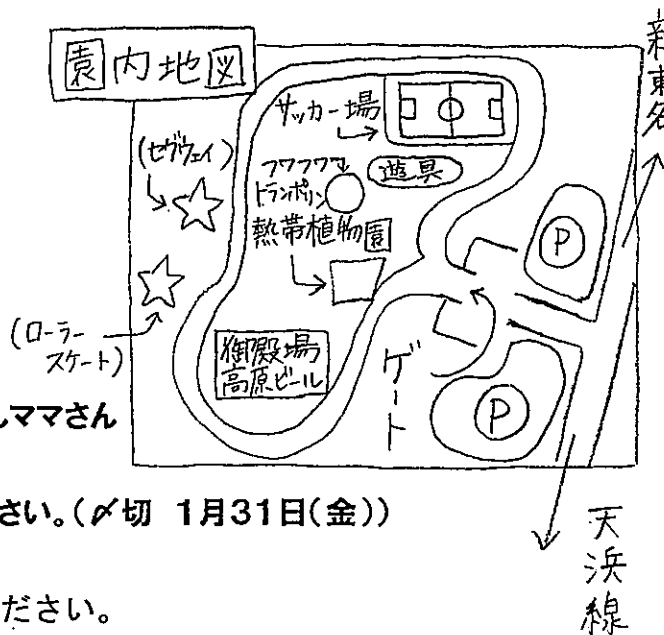 園内地図
新東名
サッカー場
(セグウェイ)
フワフワ
トランポリン
遊具
熱帯植物園
P
(ローラー
スケート)
御殿場
高原ビール
ゲート
P
ママさん
さい。(〆切 1月31日(金))
天浜線
ださい。